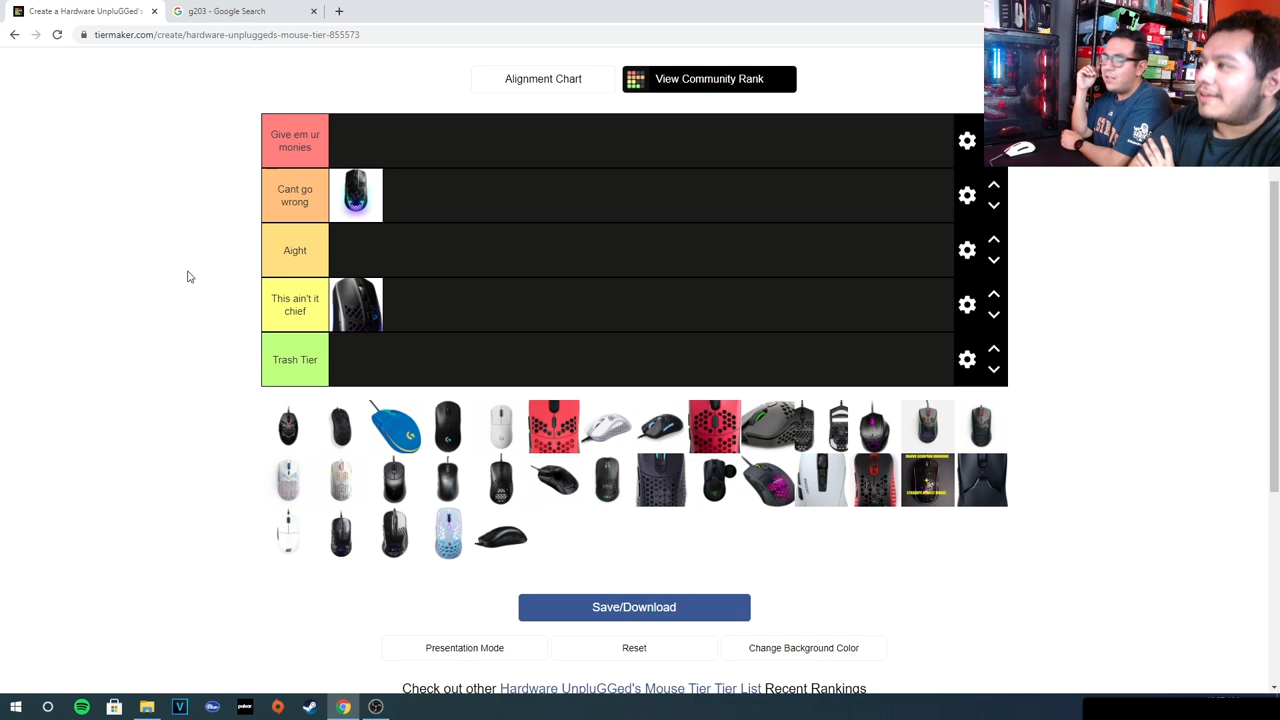 Create a Hardware UnpluGGed's
g203 - Google Search
tiermaker.com/create/hardware-unpluggeds-mouse-tier-855573
Alignment Chart
View Community Rank
Give em ur
monies
Cant go
wrong
Aight
This ain't it
chief
Trash Tier
Save/Download
Presentation Mode
Reset
Change Background Color
Check out other Hardware UnpluGGed's Mouse Tier Tier List Recent Rankings